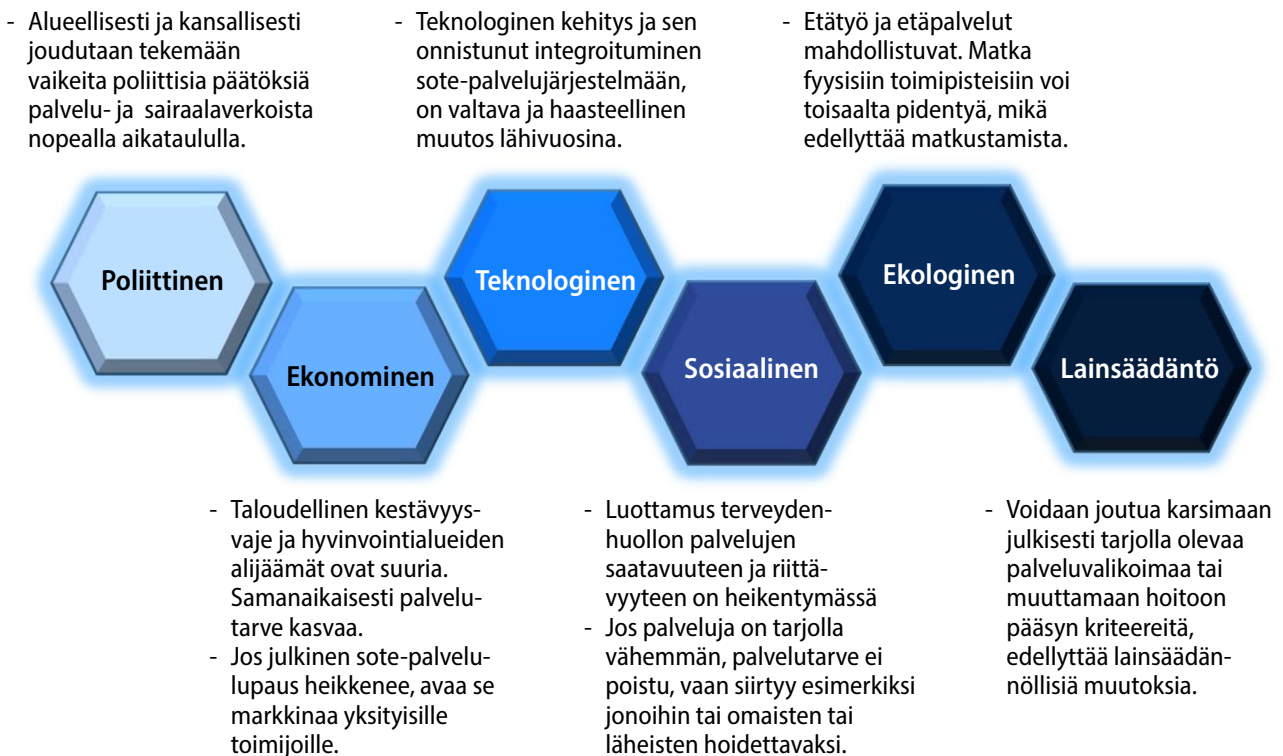 - Alueellisesti ja kansallisesti
joudutaan tekemään
vaikeita poliittisia päätöksiä
palvelu- ja sairaalaverkoista
nopealla aikataululla.
- Teknologinen kehitys ja sen
onnistunut integroituminen
sote-palvelujärjestelmään,
on valtava ja haasteellinen
muutos lähivuosina.
- Etätyö ja etäpalvelut
mahdollistuvat. Matka
fyysisiin toimipisteisiin voi
toisaalta pidentyä, mikä
edellyttää matkustamista.
Poliittinen
Ekonominen
Teknologinen
Sosiaalinen
Ekologinen
Lainsäädäntö
- Taloudellinen kestävyys-
vaje ja hyvinvointialueiden
alijäämät ovat suuria.
Samanaikaisesti palvelu-
tarve kasvaa.
- Jos julkinen sote-palvelu-
lupaus heikkenee, avaa se
markkinaa yksityisille
toimijoille.
- Luottamus terveyden-
huollon palvelujen
saatavuuteen ja riittä-
vyyteen on heikentymässä
- Jos palveluja on tarjolla
vähemmän, palvelutarve ei
poistu, vaan siirtyy esimerkiksi
jonoihin tai omaisten tai
läheisten hoidettavaksi.
- Voidaan joutua karsimaan
julkisesti tarjolla olevaa
palveluvalikoimaa tai
muuttamaan hoitoon
pääsyn kriteereitä,
edellyttää lainsäädän-
nöllisiä muutoksia.